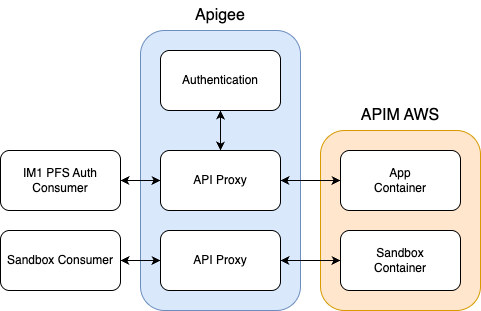 Apigee
Authentication
APIM AWS
IM1 PFS Auth
Consumer
API Proxy
App
Container
Sandbox Consumer
API Proxy
Sandbox
Container